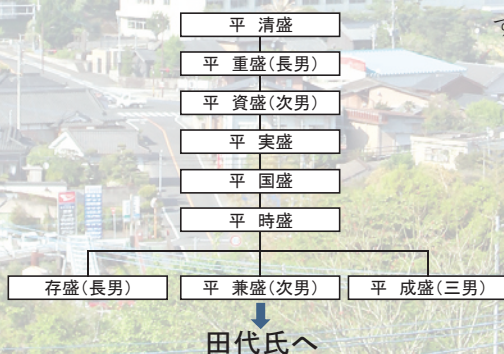 平 清盛
平 重盛(長男)
平 資盛(次男)
平 実盛
平 国盛
平 時盛
存盛(長男) 平 兼盛(次男) 平 成盛(三男)
田代氏へ